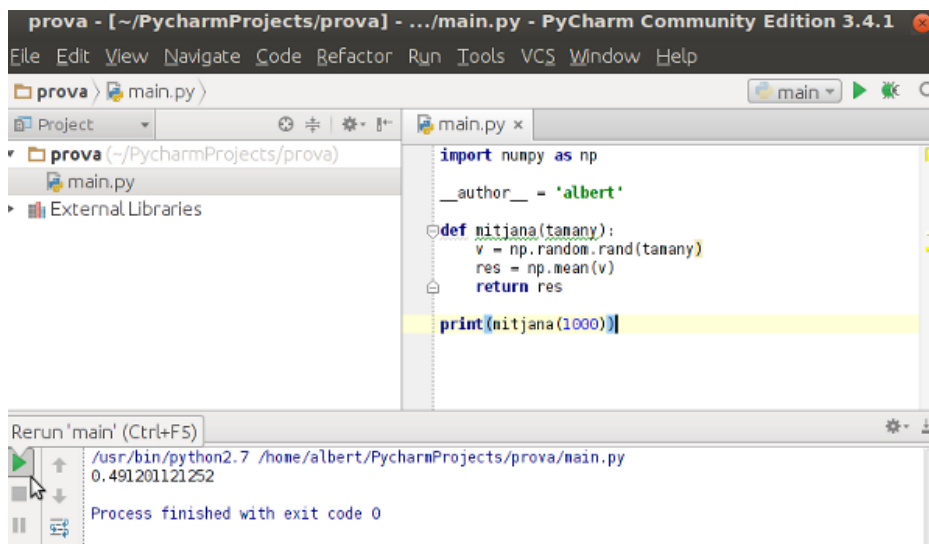 prova - [~/PycharmProjects/prova] - .../main.py - PyCharm Community Edition 3.4.1
File Edit View Navigate Code Refactor Run Tools VCS Window Help
prova main.py main
Project main.py ×
prova (~/PycharmProjects/prova)
main.py
External Libraries
import numpy as np
__author__ = 'albert'
def mitjana(tamany):
v = np.random.rand(tamany)
res = np.mean(v)
return res
print(mitjana(1000))
Rerun 'main' (Ctrl+F5)
/usr/bin/python2.7 /home/albert/PycharmProjects/prova/main.py
0.491201121252
Process finished with exit code 0